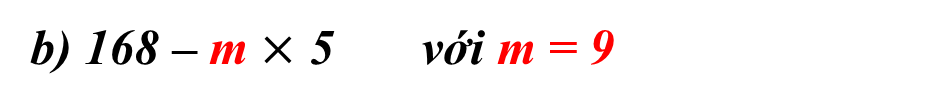 b) 168 – m × 5 với m = 9